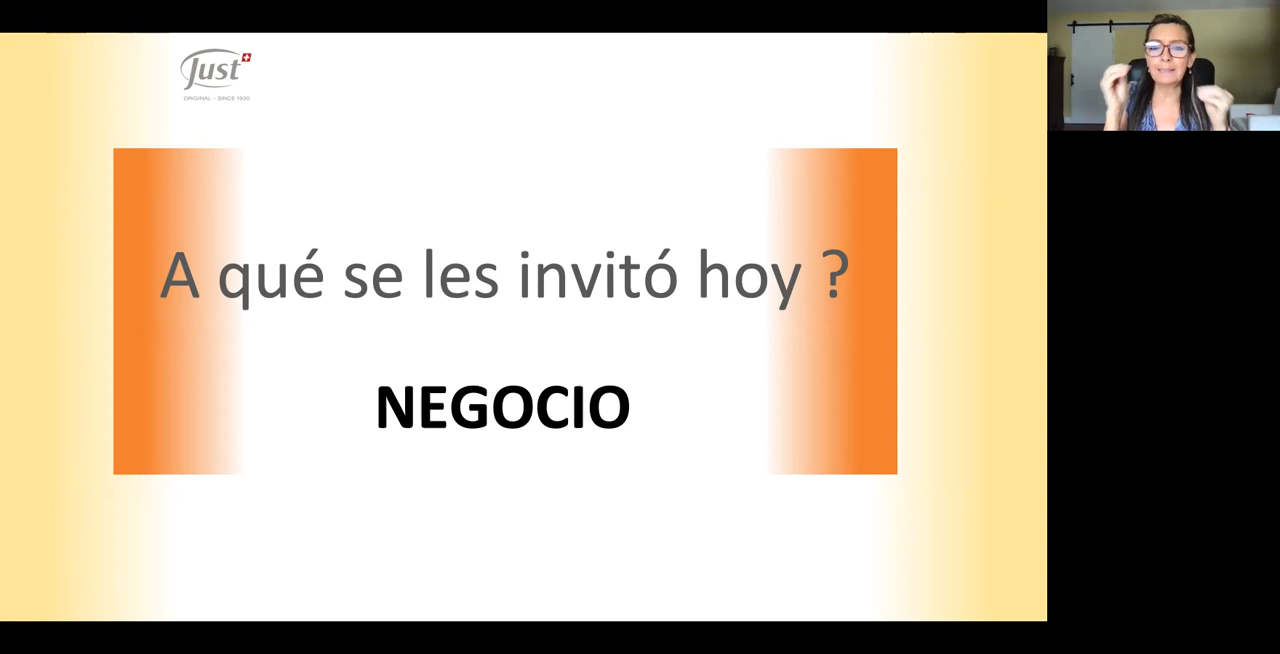 Just
ORIGINAL – SINCE 1930
A qué se les invitó hoy ?
NEGOCIO